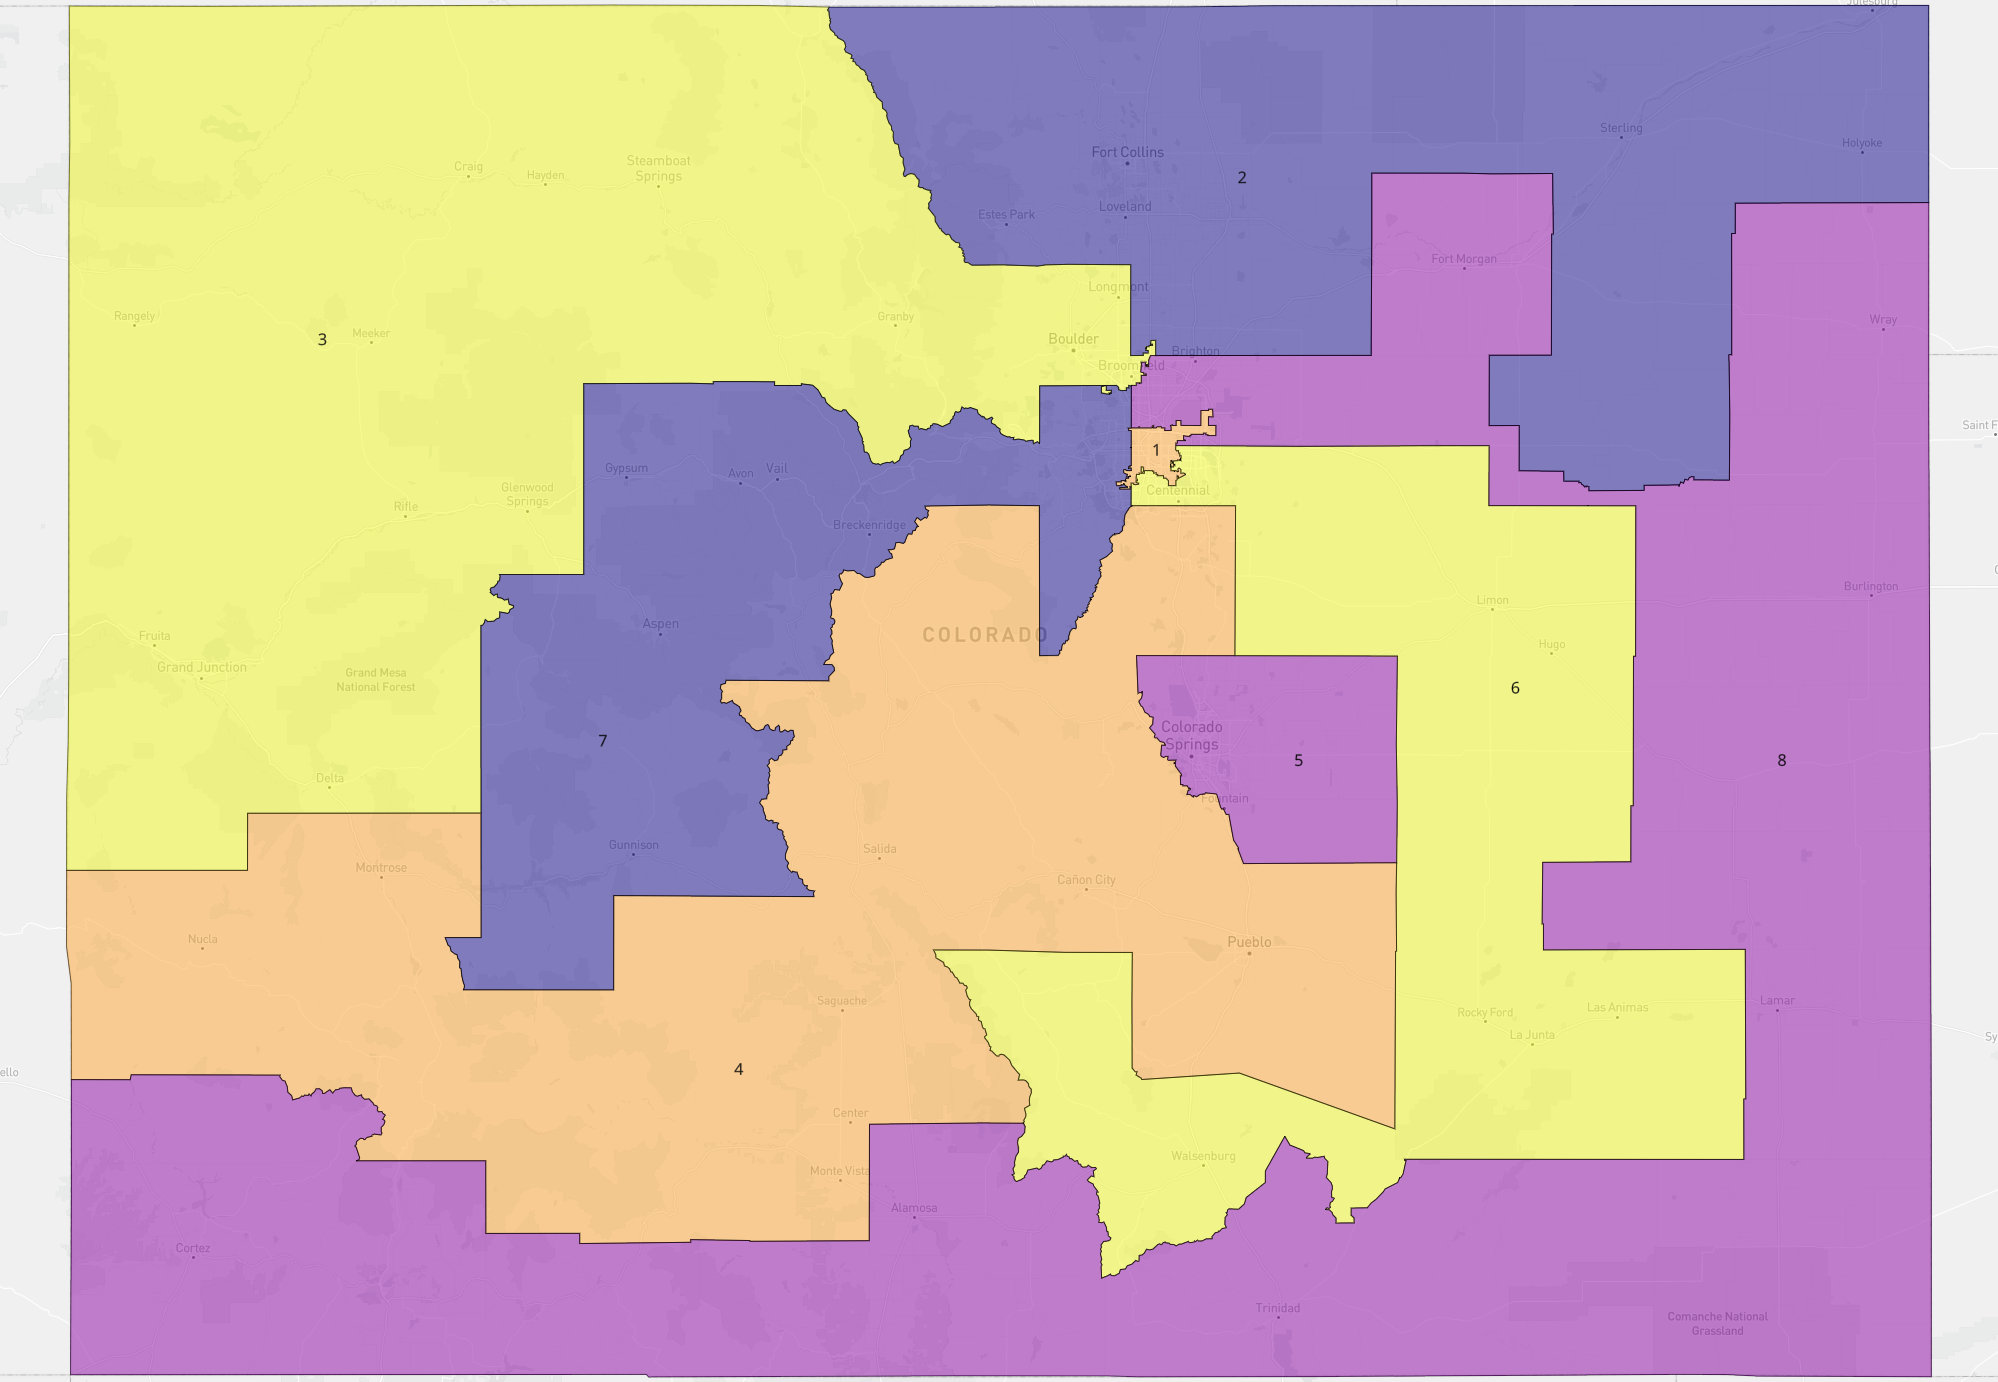 Julesburg
Sterling
Holyoke
Fort Collins
Craig
Steamboat
Springs
Hayden
2
Estes Park
Loveland
Fort Morgan
Longmont
Rangely
Meeker
3
Granby
Boulder
Brighton
Wray
Saint F
1
Gypsum
Avon
Vail
Glenwood
Springs
Rifle
Centennial
Breckenridge
Burlington
Limon
Aspen
COLORADO
Fruita
Hugo
Grand Junction
Grand Mesa
National Forest
6
Colorado
Springs
7
5
8
Delta
Fountain
Gunnison
Salida
Montrose
Cañon City
Nucla
Pueblo
Saguache
Rocky Ford
Las Animas
Lamar
La Junta
Sy
ello
4
Center
Walsenburg
Monte Vista
Alamosa
Cortez
Trinidad
Comanche National
Grassland